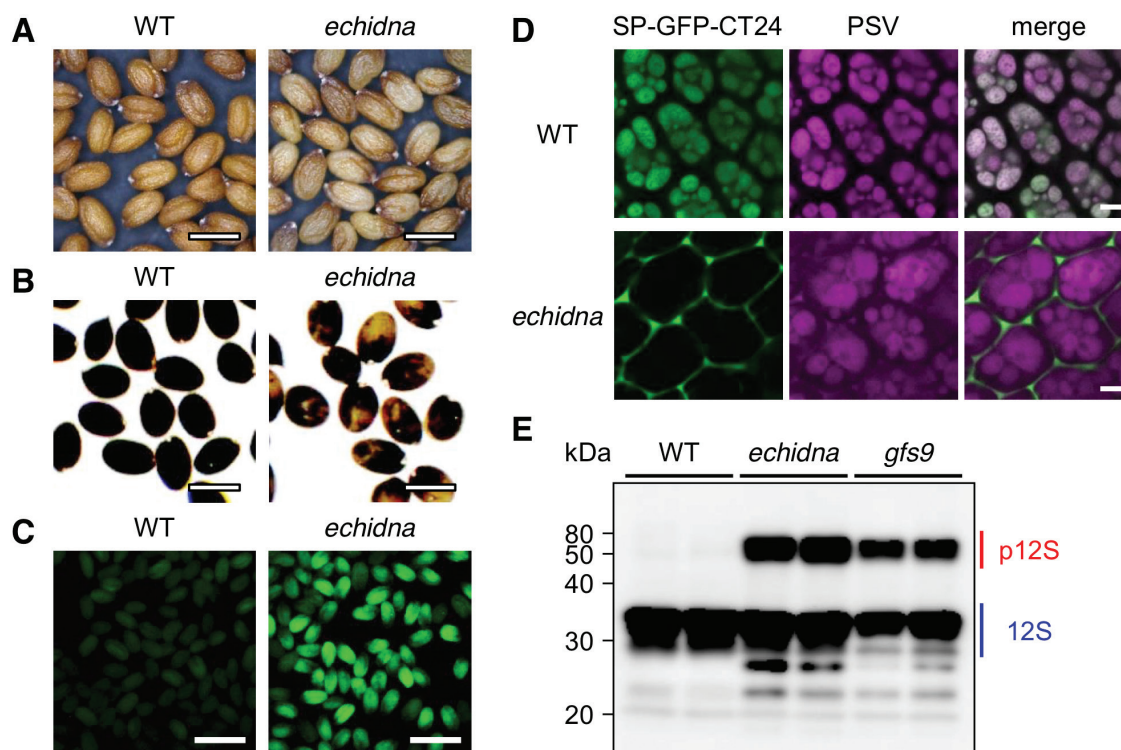 A
WT
echidna
B
WT
echidna
C
WT
echidna
D
SP-GFP-CT24
PSV
merge
WT
echidna
E
kDa
WT
echidna
gfs9
80
50
40
30
20
p12S
12S